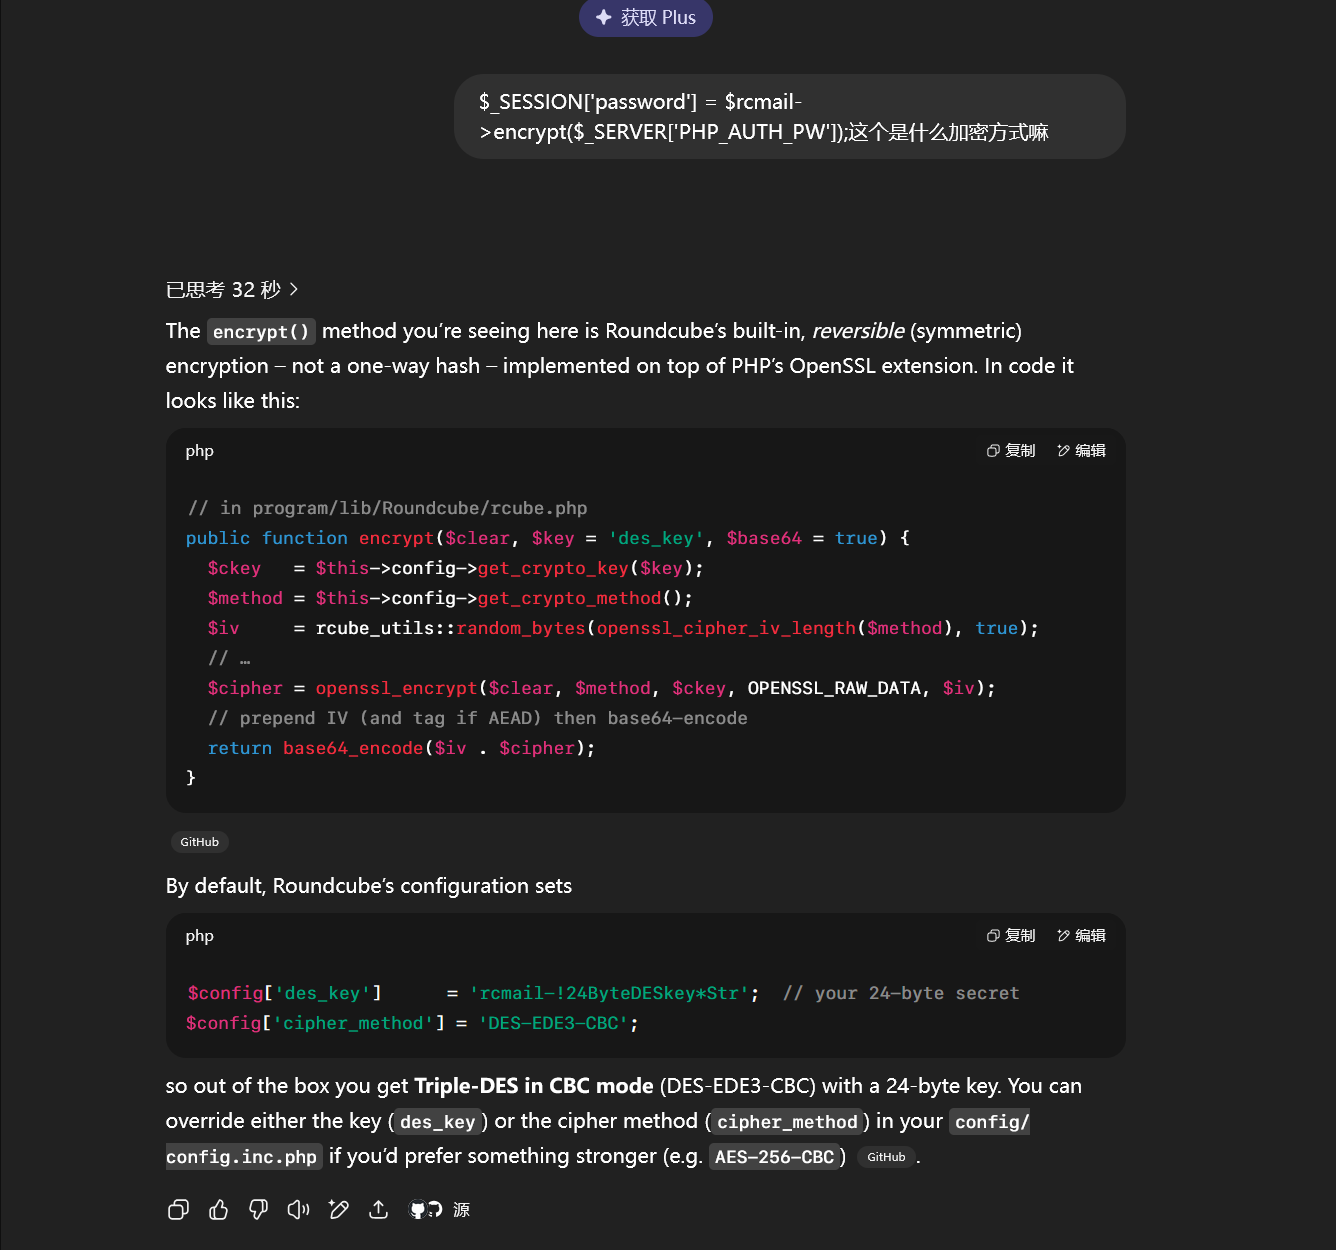 获取 Plus
$_SESSION['password'] = $rcmail-
>encrypt($_SERVER['PHP_AUTH_PW']);这个是什么加密方式嘛
已思考 32 秒 >
The encrypt() method you’re seeing here is Roundcube’s built-in, reversible (symmetric)
encryption – not a one-way hash – implemented on top of PHP’s OpenSSL extension. In code it
looks like this:
php 复制 编辑
// in program/lib/Roundcube/rcube.php
public function encrypt($clear, $key = 'des_key', $base64 = true) {
  $ckey   = $this->config->get_crypto_key($key);
  $method = $this->config->get_crypto_method();
  $iv     = rcube_utils::random_bytes(openssl_cipher_iv_length($method), true);
  // …
  $cipher = openssl_encrypt($clear, $method, $ckey, OPENSSL_RAW_DATA, $iv);
  // prepend IV (and tag if AEAD) then base64-encode
  return base64_encode($iv . $cipher);
}
GitHub
By default, Roundcube’s configuration sets
php 复制 编辑
$config['des_key']      = 'rcmail-!24ByteDESkey*Str';  // your 24-byte secret
$config['cipher_method'] = 'DES-EDE3-CBC';
so out of the box you get Triple-DES in CBC mode (DES-EDE3-CBC) with a 24-byte key. You can
override either the key (des_key) or the cipher method (cipher_method) in your config/
config.inc.php if you’d prefer something stronger (e.g. AES-256-CBC) GitHub .
源